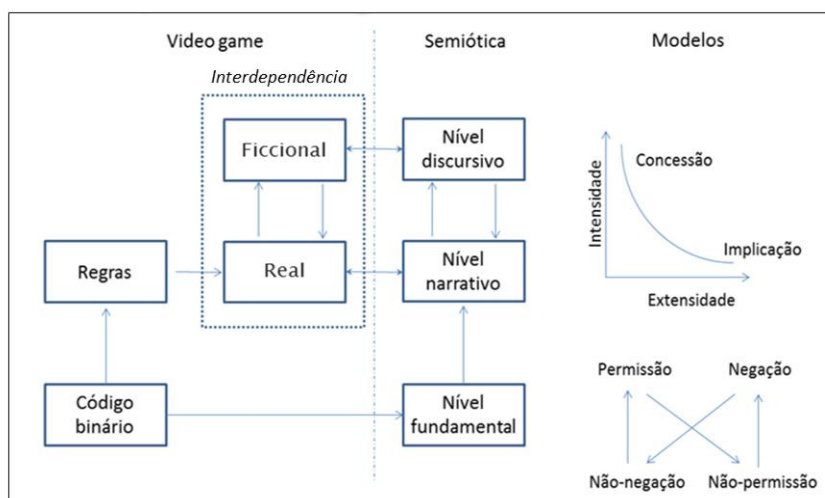 Video game
Semiótica
Modelos
Interdependência
Ficcional
Nível
discursivo
Concessão
Intensidade
Regras
Real
Nível
narrativo
Implicação
Extensidade
Código
binário
Nível
fundamental
Permissão
Negação
Não-negação
Não-permissão